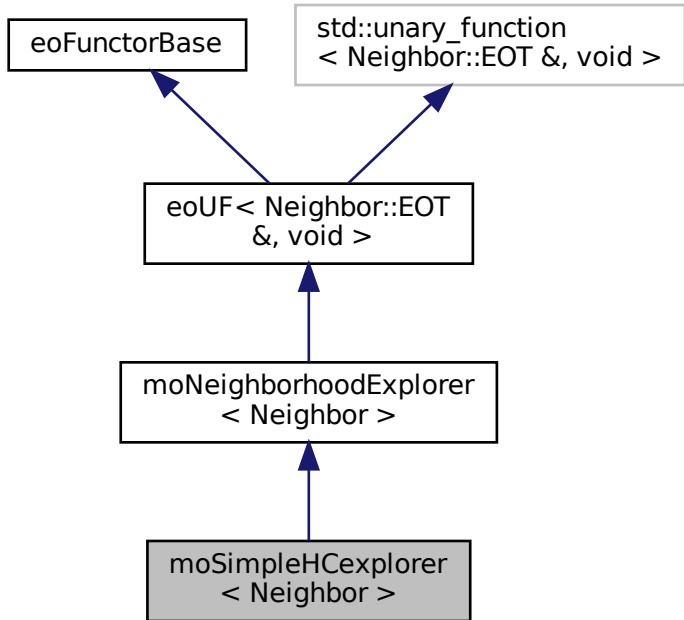 eoFunctorBase
std::unary_function
< Neighbor::EOT &, void >
eoUF< Neighbor::EOT
&, void >
moNeighborhoodExplorer
< Neighbor >
moSimpleHCexplorer
< Neighbor >